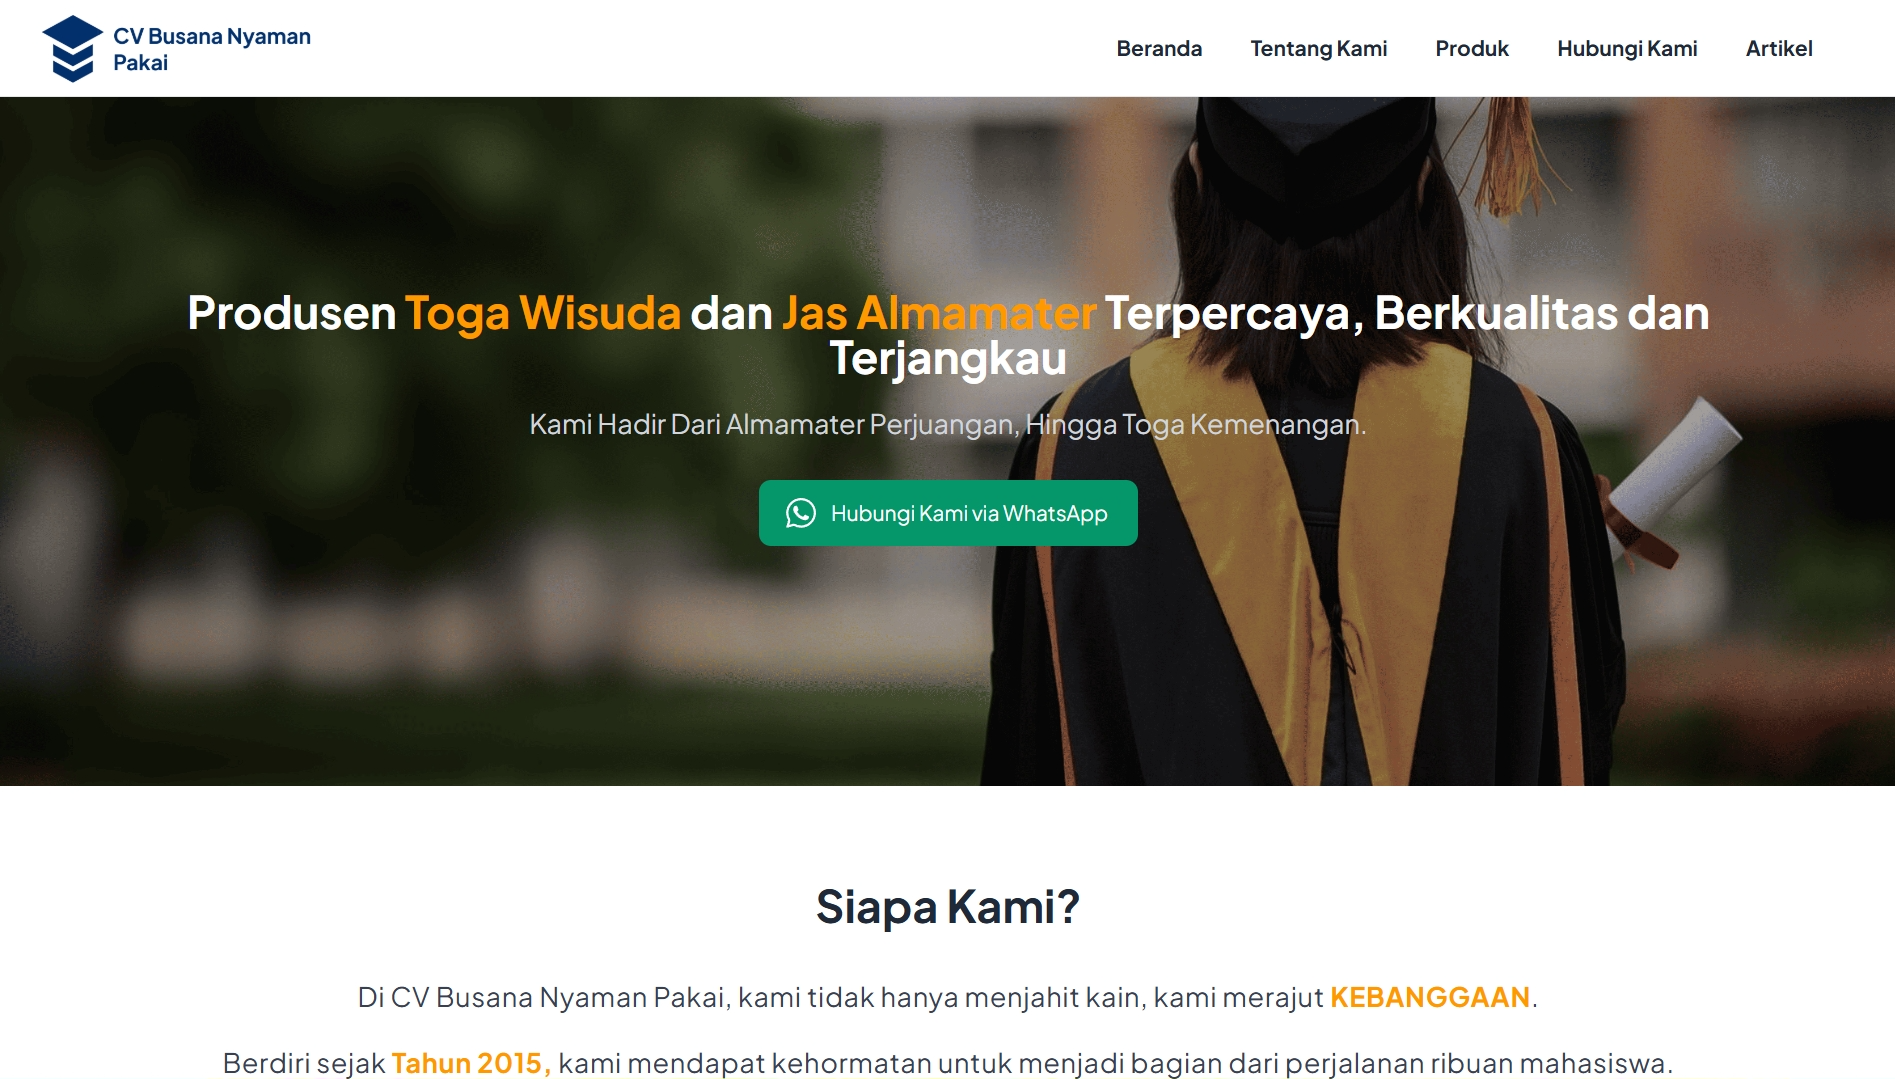 CV Busana Nyaman
Pakai
Beranda
Tentang Kami
Produk
Hubungi Kami
Artikel
Produsen Toga Wisuda dan Jas Almamater Terpercaya, Berkualitas dan
Terjangkau
Kami Hadir Dari Almamater Perjuangan, Hingga Toga Kemenangan.
Hubungi Kami via WhatsApp
Siapa Kami?
Di CV Busana Nyaman Pakai, kami tidak hanya menjahit kain, kami merajut KEBANGGAAN.
Berdiri sejak Tahun 2015, kami mendapat kehormatan untuk menjadi bagian dari perjalanan ribuan mahasiswa.